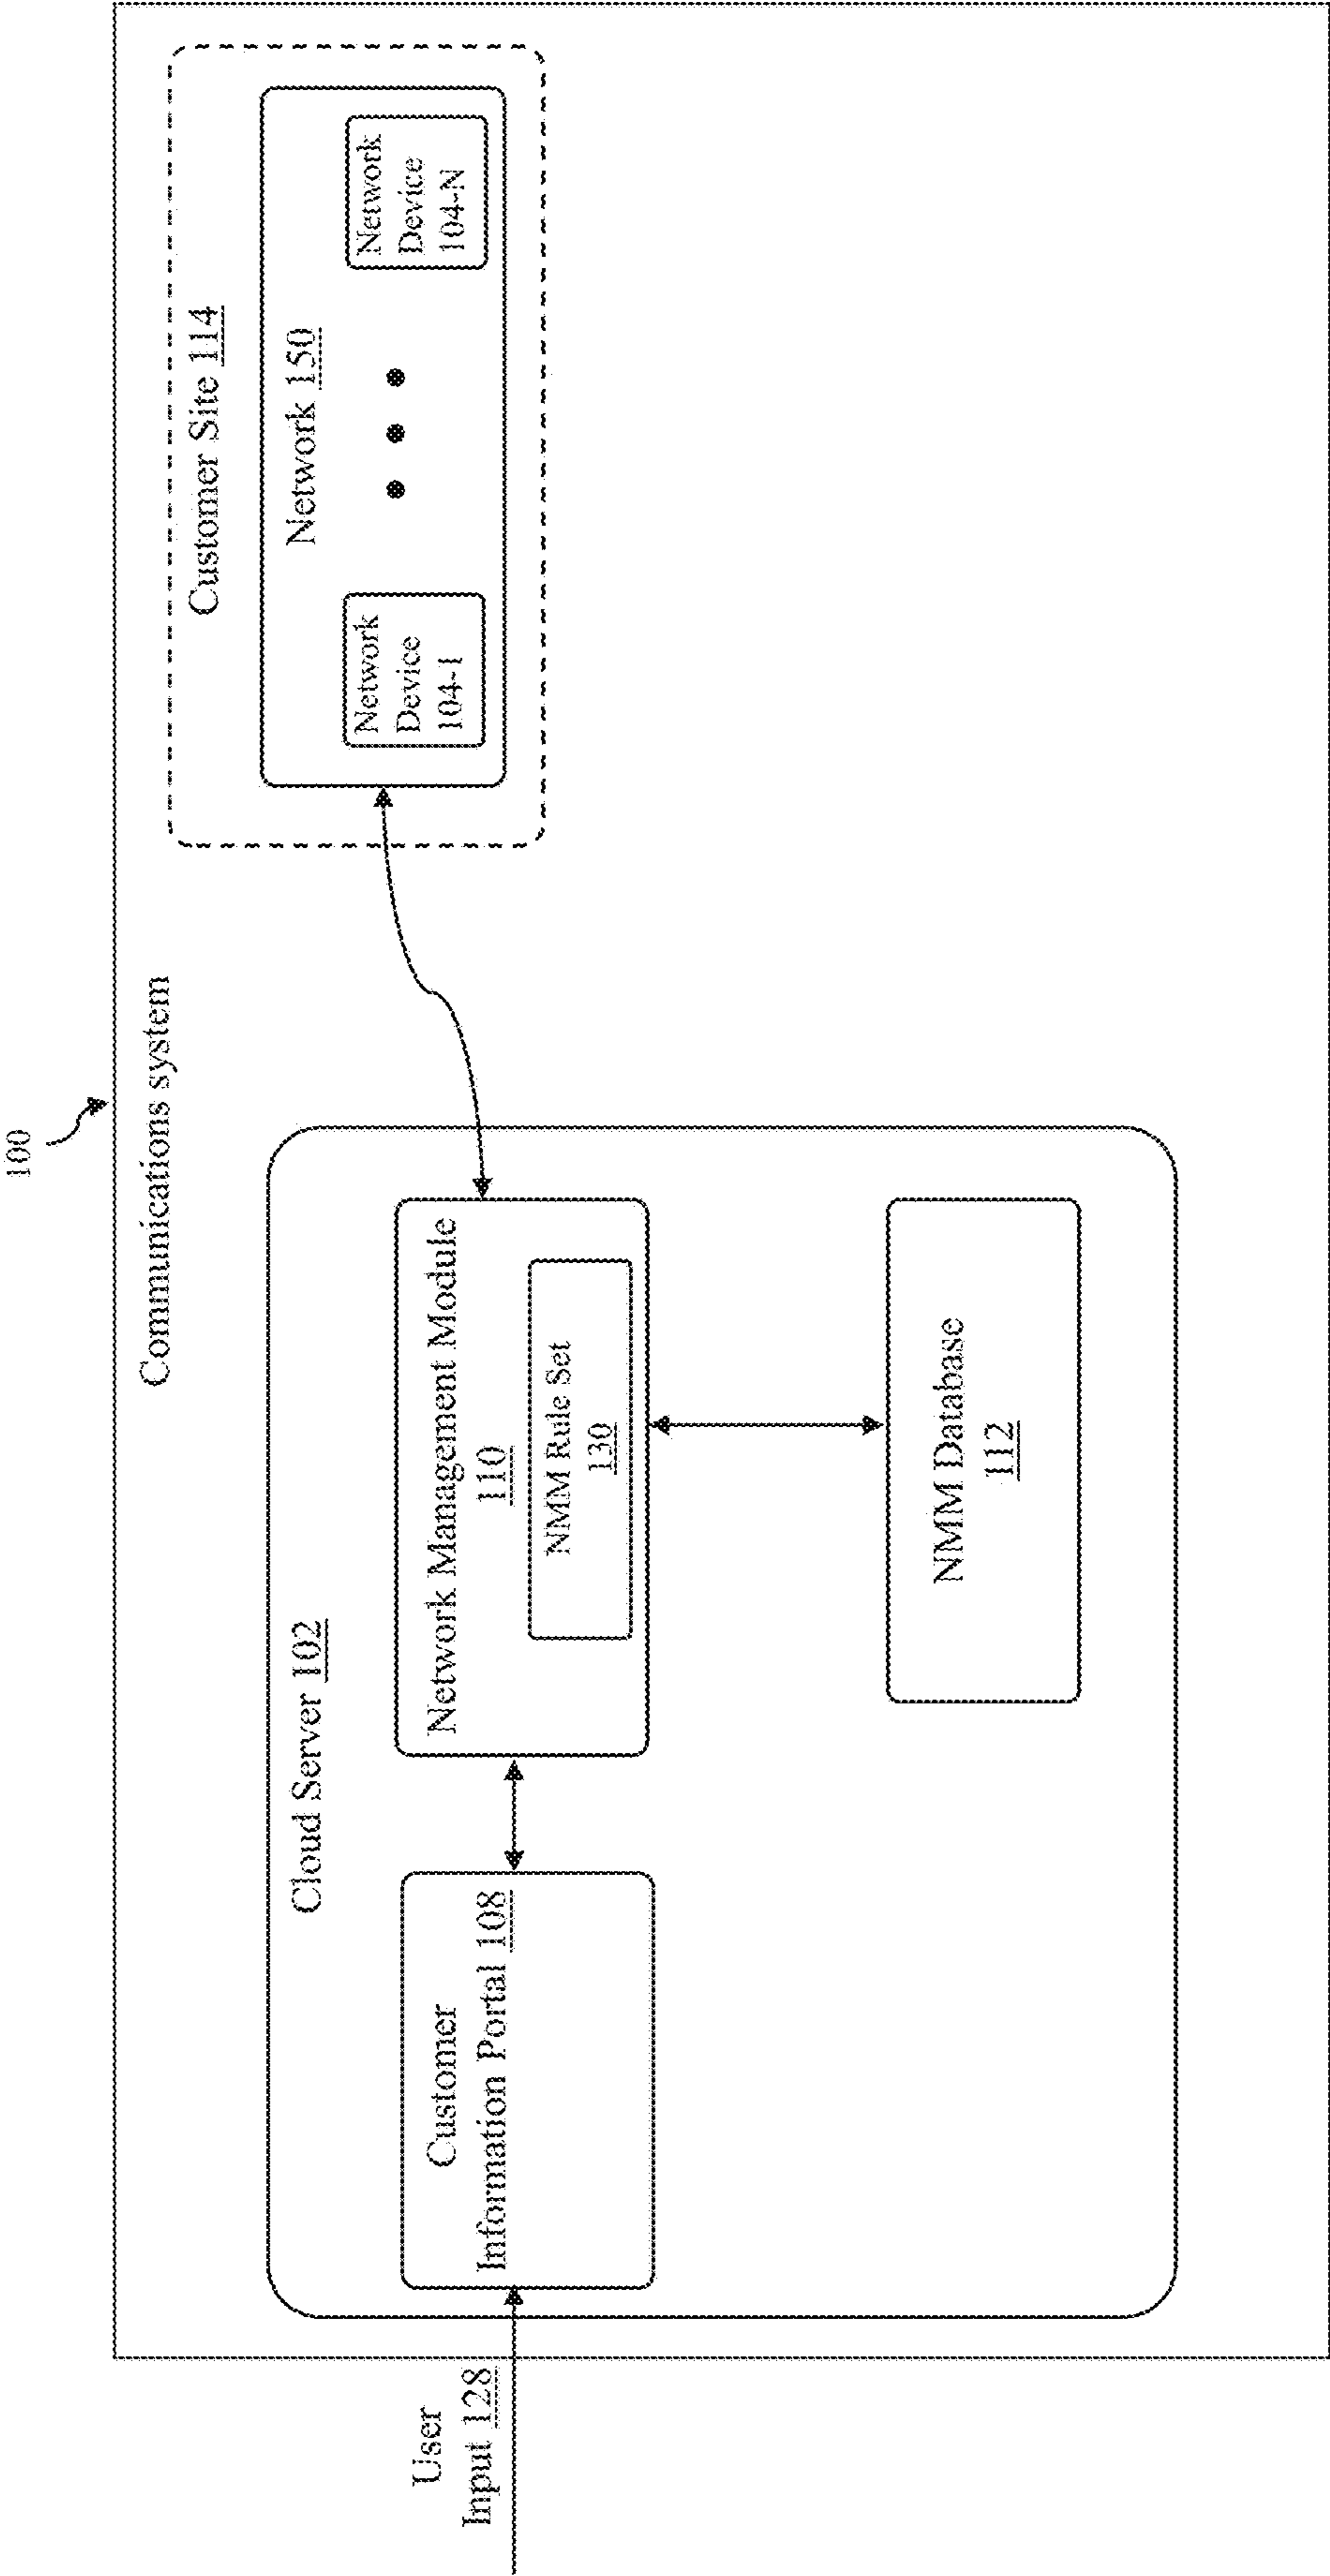 100
Communications system
User
Input 128
Cloud Server 102
Customer
Information Portal 108
Network Management Module
110
NMM Rule Set
130
NMM Database
112
Customer Site 114
Network 150
Network
Device
104-1
Network
Device
104-N